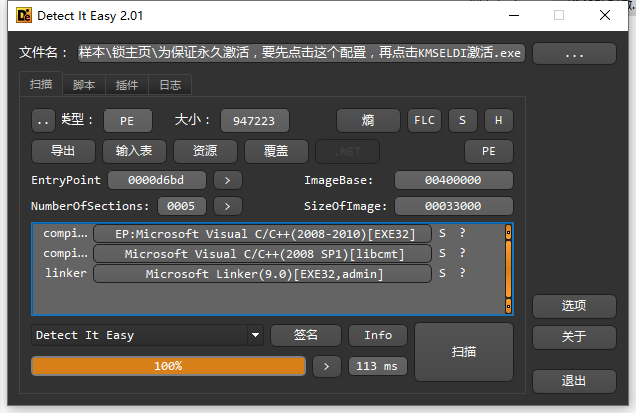 Detect It Easy 2.01
文件名： 样本\锁主页\为保证永久激活，要先点击这个配置，再点击KMSELDI激活.exe ...
扫描 脚本 插件 日志
.. 类型： PE 大小： 947223 熵 FLC S H
导出 输入表 资源 覆盖 .NET PE
EntryPoint 0000d6bd > ImageBase: 00400000
NumberOfSections: 0005 > SizeOfImage: 00033000
compi… EP:Microsoft Visual C/C++(2008-2010)[EXE32] S ?
compi… Microsoft Visual C/C++(2008 SP1)[libcmt] S ?
linker Microsoft Linker(9.0)[EXE32,admin] S ?
选项
Detect It Easy 签名 Info 扫描 关于
100% > 113 ms
退出